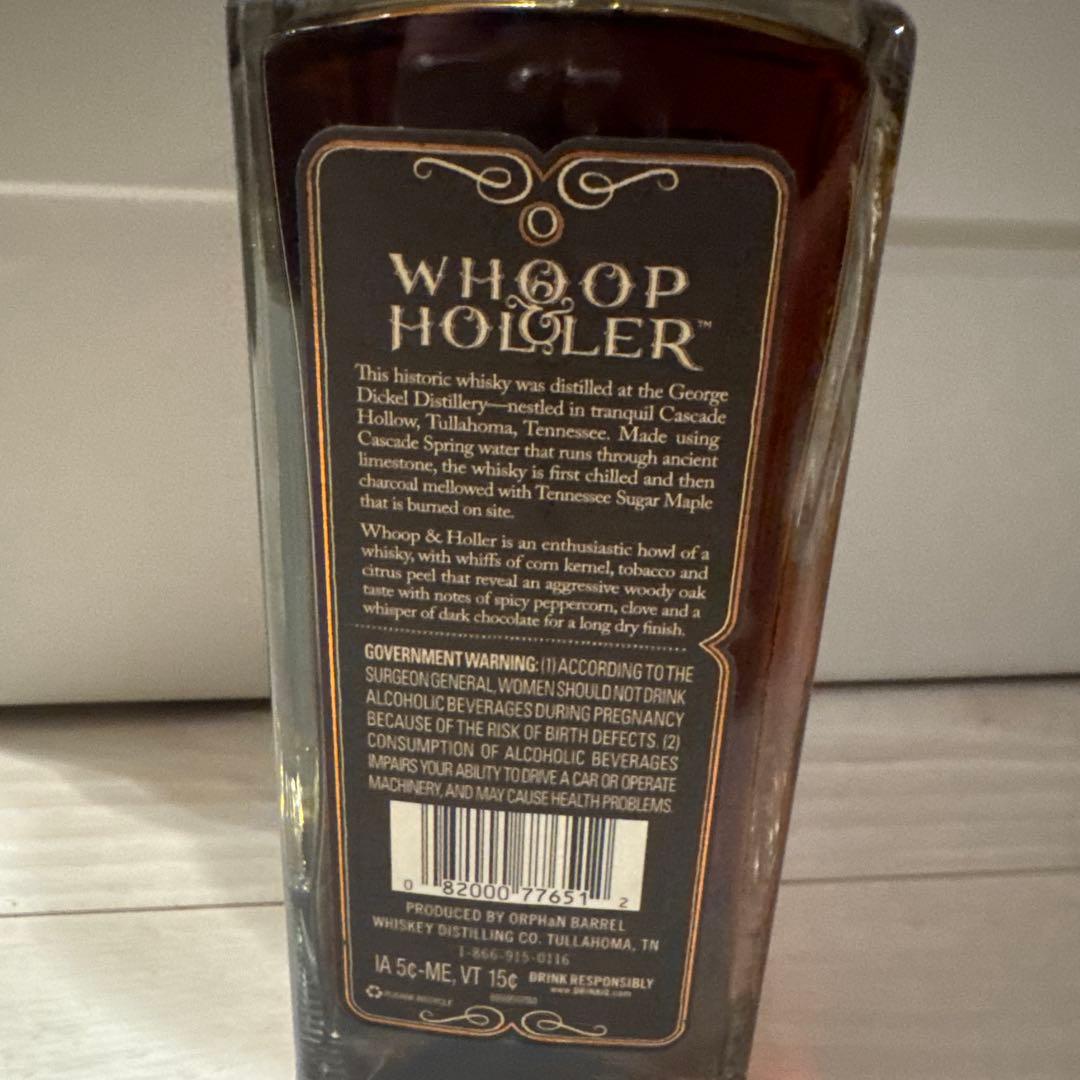 WHOOP
&
HOLLER™
This historic whisky was distilled at the George
Dickel Distillery—nestled in tranquil Cascade
Hollow, Tullahoma, Tennessee. Made using
Cascade Spring water that runs through ancient
limestone, the whisky is first chilled and then
charcoal mellowed with Tennessee Sugar Maple
that is burned on site.
Whoop & Holler is an enthusiastic howl of a
whisky, with whiffs of corn kernel, tobacco and
citrus peel that reveal an aggressive woody oak
taste with notes of spicy peppercorn, clove and a
whisper of dark chocolate for a long dry finish.
GOVERNMENT WARNING: (1) ACCORDING TO THE
SURGEON GENERAL, WOMEN SHOULD NOT DRINK
ALCOHOLIC BEVERAGES DURING PREGNANCY
BECAUSE OF THE RISK OF BIRTH DEFECTS. (2)
CONSUMPTION OF ALCOHOLIC BEVERAGES
IMPAIRS YOUR ABILITY TO DRIVE A CAR OR OPERATE
MACHINERY, AND MAY CAUSE HEALTH PROBLEMS.
0 82000 77651 2
PRODUCED BY ORPHaN BARREL
WHISKEY DISTILLING CO. TULLAHOMA, TN
1-866-915-0116
IA 5¢-ME, VT 15¢ DRINK RESPONSIBLY
PLEASE RECYCLE